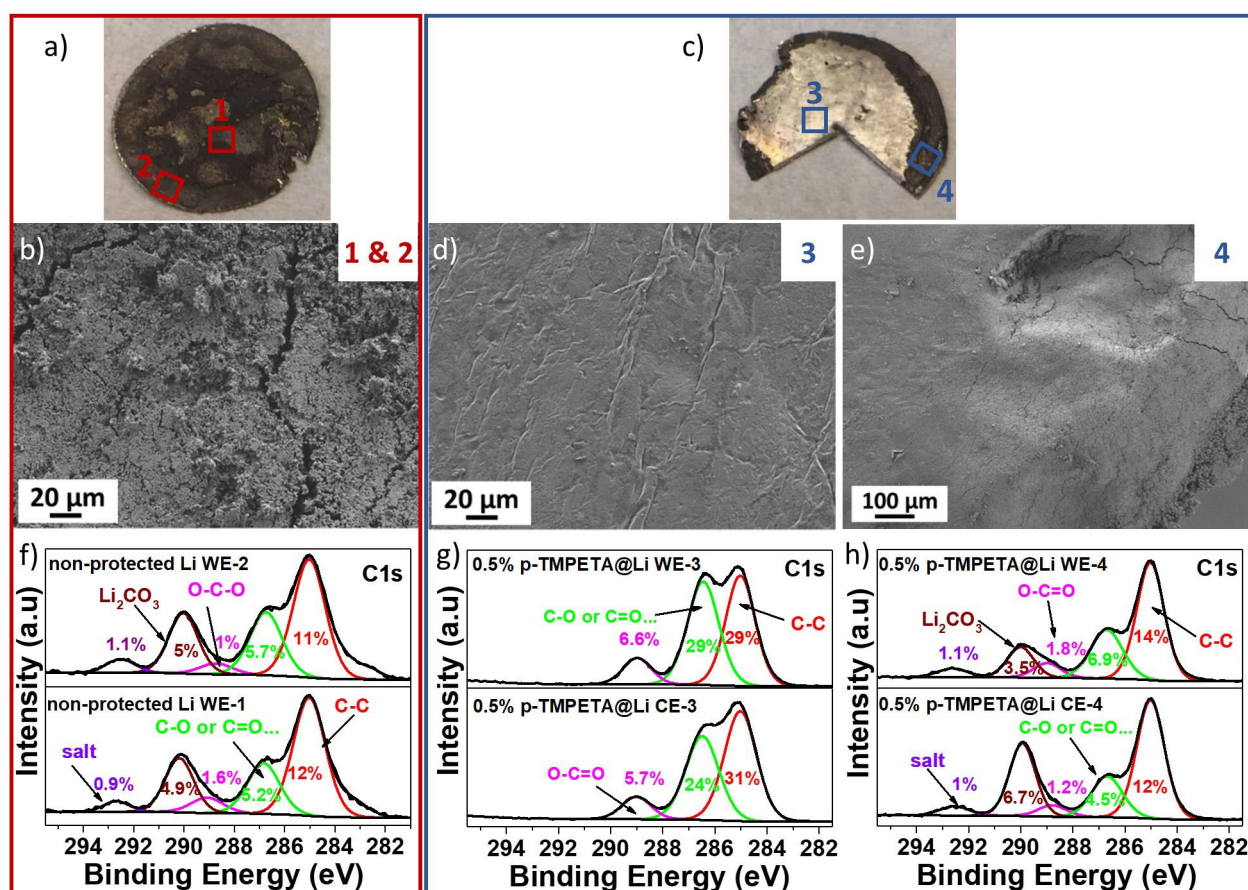 a)
1
2
c)
3
4
b)
1 & 2
20 µm
d)
3
20 µm
e)
4
100 µm
f)
non-protected Li WE-2
C1s
Li2CO3
O-C-O
1.1%
5%
1%
5.7%
11%
non-protected Li WE-1
C-C
C-O or C=O...
salt
0.9%
4.9%
1.6%
5.2%
12%
Intensity (a.u)
294 292 290 288 286 284 282
Binding Energy (eV)
g)
0.5% p-TMPETA@Li WE-3
C1s
C-O or C=O...
6.6%
29%
29%
C-C
0.5% p-TMPETA@Li CE-3
O-C=O
5.7%
24%
31%
Intensity (a.u)
294 292 290 288 286 284 282
Binding Energy (eV)
h)
0.5% p-TMPETA@Li WE-4
C1s
O-C=O
Li2CO3
1.1%
3.5%
1.8%
6.9%
14%
C-C
0.5% p-TMPETA@Li CE-4
C-O or C=O...
salt
1%
6.7%
1.2%
4.5%
12%
Intensity (a.u)
294 292 290 288 286 284 282
Binding Energy (eV)